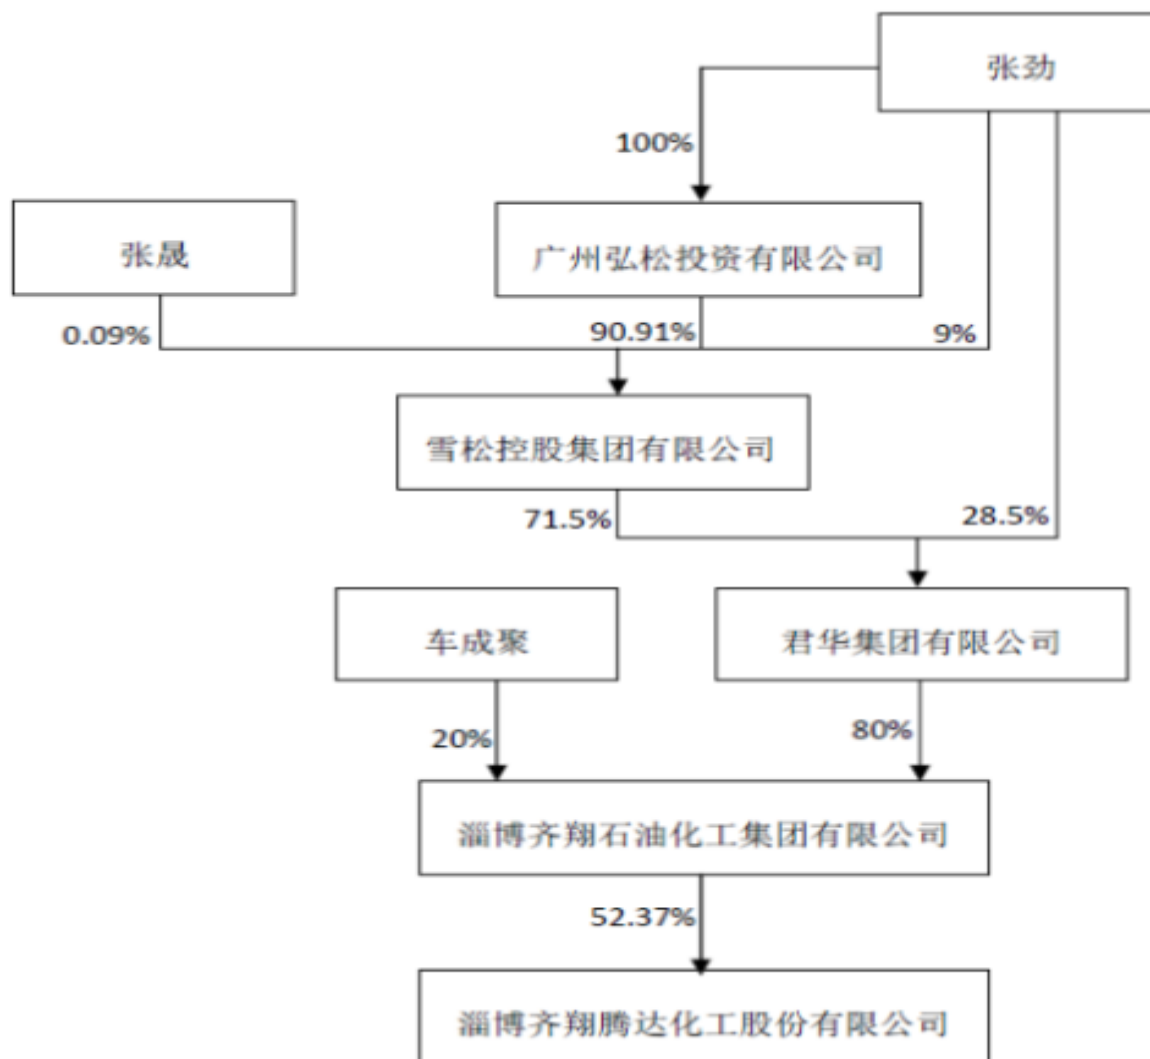 张劲
100%
张晟
广州弘松投资有限公司
0.09%
90.91%
9%
雪松控股集团有限公司
71.5%
28.5%
车成聚
君华集团有限公司
20%
80%
淄博齐翔石油化工集团有限公司
52.37%
淄博齐翔腾达化工股份有限公司